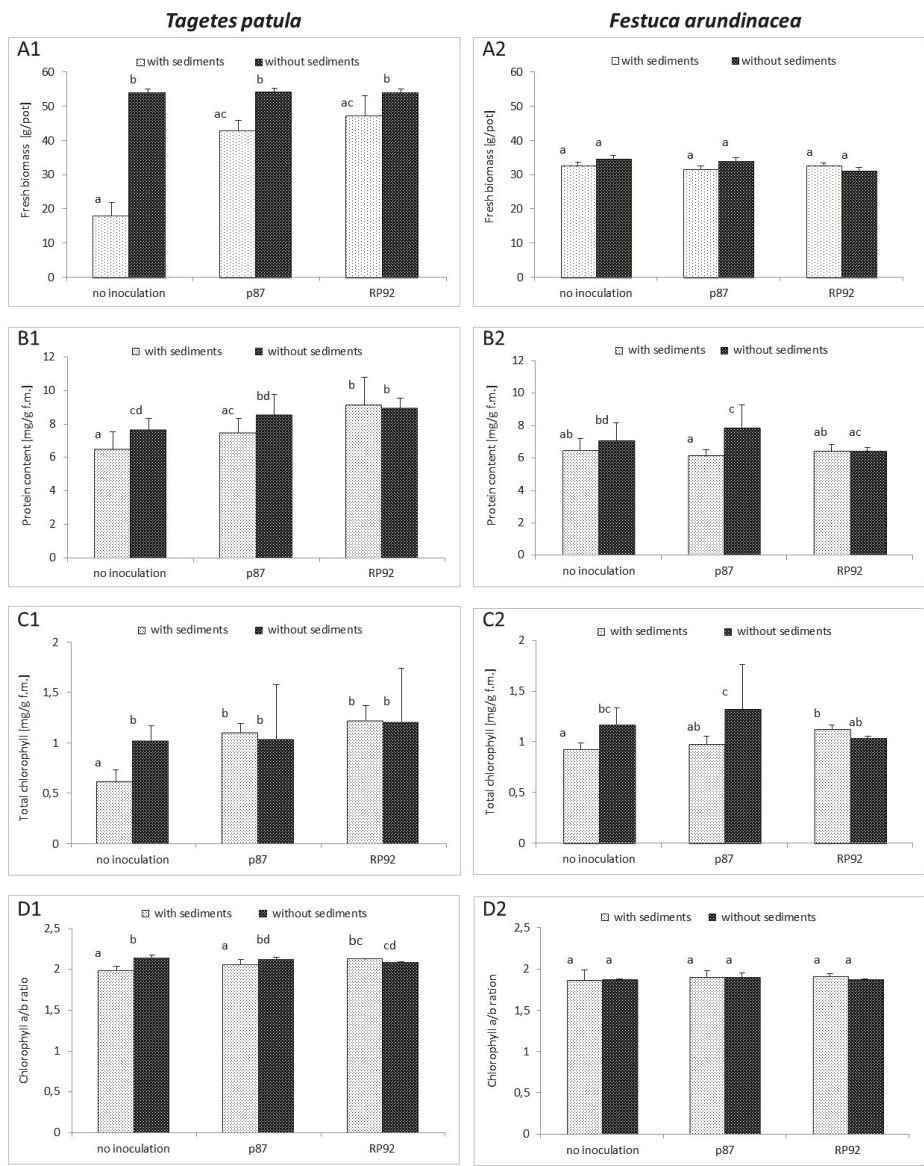 Tagetes patula
Festuca arundinacea
A1
with sediments without sediments
Fresh biomass [g/pot]
60
50
40
30
20
10
0
a b ac b ac b
no inoculation p87 RP92
A2
with sediments without sediments
Fresh biomass [g/pot]
60
50
40
30
20
10
0
a a a a a a
no inoculation p87 RP92
B1
with sediments without sediments
Protein content [mg/g f.m.]
12
10
8
6
4
2
0
a cd ac bd b b
no inoculation p87 RP92
B2
with sediments without sediments
Protein content [mg/g f.m.]
12
10
8
6
4
2
0
ab bd a c ab ac
no inoculation p87 RP92
C1
with sediments without sediments
Total chlorophyll [mg/g f.m.]
2
1,5
1
0,5
0
a b b b b b
no inoculation p87 RP92
C2
with sediments without sediments
Total chlorophyll [mg/g f.m.]
2
1,5
1
0,5
0
a bc ab c b ab
no inoculation p87 RP92
D1
with sediments without sediments
Chlorophyll a/b ratio
2,5
2
1,5
1
0,5
0
a b a bd bc cd
no inoculation p87 RP92
D2
with sediments without sediments
Chlorophyll a/b ration
2,5
2
1,5
1
0,5
0
a a a a a a
no inoculation p87 RP92